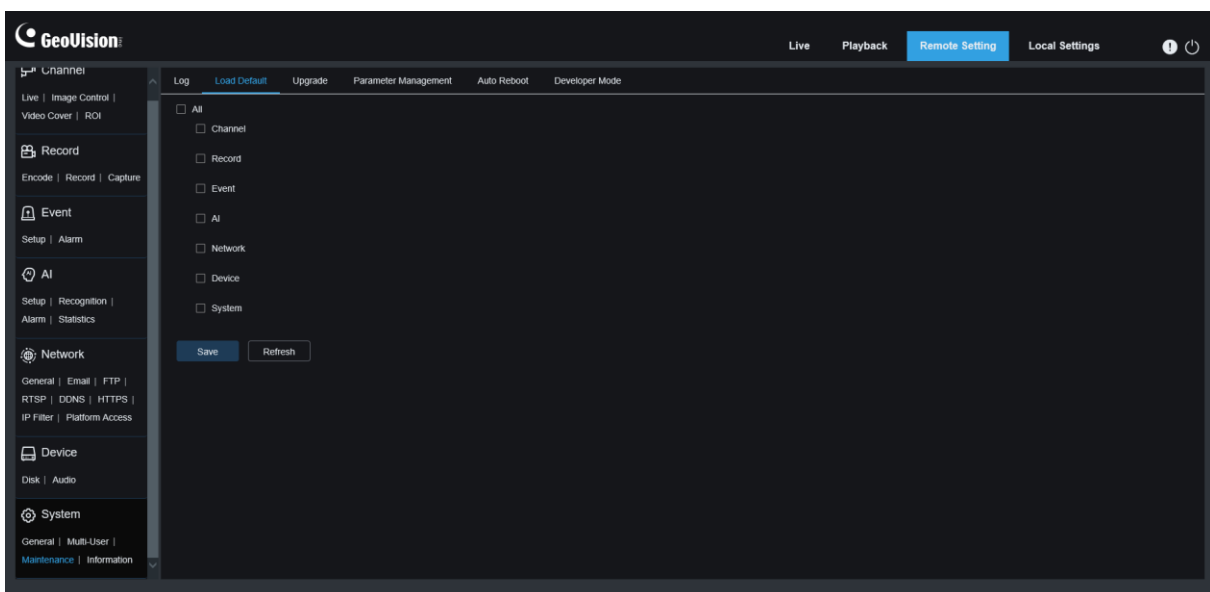 GeoVision
Live Playback Remote Setting Local Settings
Channel
Live | Image Control |
Video Cover | ROI
Record
Encode | Record | Capture
Event
Setup | Alarm
AI
Setup | Recognition |
Alarm | Statistics
Network
General | Email | FTP |
RTSP | DDNS | HTTPS |
IP Filter | Platform Access
Device
Disk | Audio
System
General | Multi-User |
Maintenance | Information
Log Load Default Upgrade Parameter Management Auto Reboot Developer Mode
All
Channel
Record
Event
AI
Network
Device
System
Save Refresh